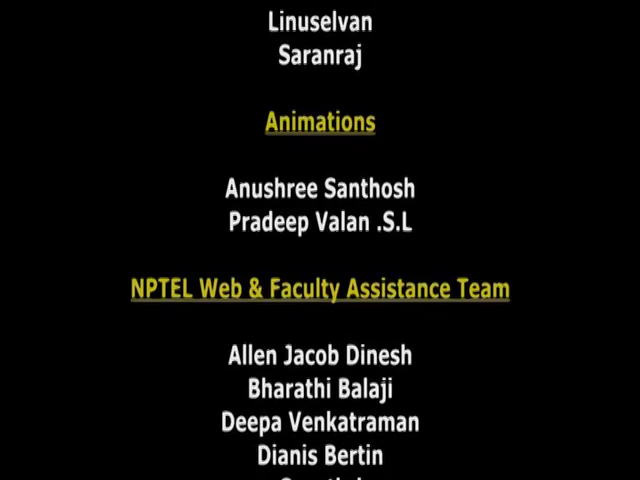 Linuselvan
Saranraj
Animations
Anushree Santhosh
Pradeep Valan .S.L
NPTEL Web & Faculty Assistance Team
Allen Jacob Dinesh
Bharathi Balaji
Deepa Venkatraman
Dianis Bertin